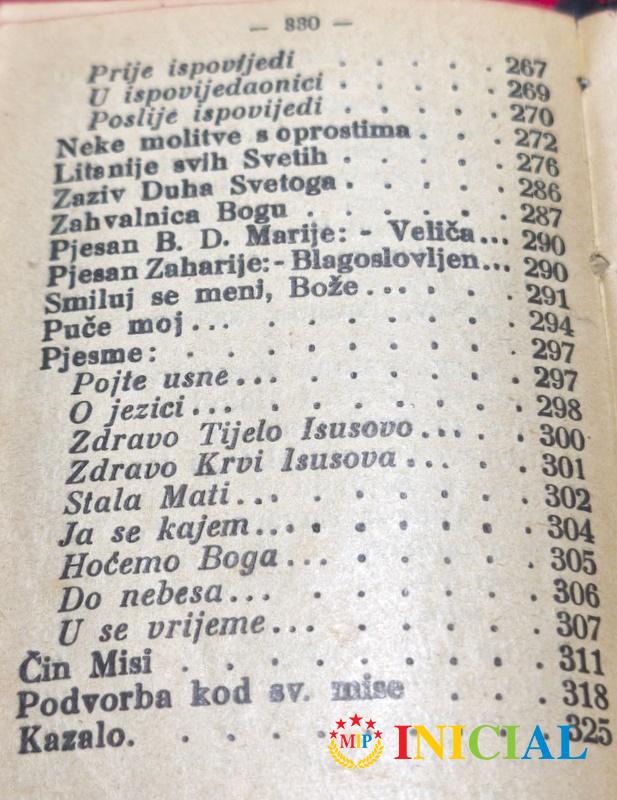 — 330 —
Prije ispovijedi . . . . . 267
U ispovijedaonici . . . . . 269
Poslije ispovijedi . . . . . 270
Neke molitve s oprostima . . . 272
Litanije svih Svetih . . . . . 276
Zaziv Duha Svetoga . . . . . 286
Zahvalnica Bogu . . . . . . 287
Pjesan B. D. Marije: - Veliča... 290
Pjesan Zaharije: - Blagoslovljen... 290
Smiluj se meni, Bože... . . . . 291
Puče moj... . . . . . . . . 294
Pjesme: . . . . . . . . . 297
Pojte usne... . . . . . . . 297
O jezici... . . . . . . . . 298
Zdravo Tijelo Isusovo... . . . 300
Zdravo Krvi Isusova... . . . 301
Stala Mati... . . . . . . . 302
Ja se kajem... . . . . . . . 304
Hoćemo Boga... . . . . . . 305
Do nebesa... . . . . . . . 306
U se vrijeme... . . . . . . 307
Čin Misi . . . . . . . . . 311
Podvorba kod sv. mise . . . 318
Kazalo. . . . . . . . . . 325
MIP INICIAL